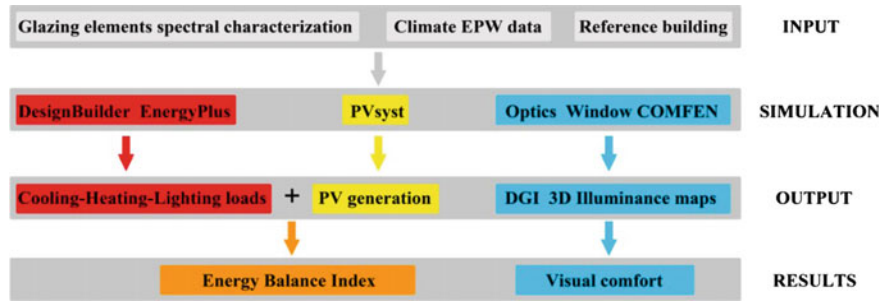 Glazing elements spectral characterization Climate EPW data Reference building INPUT
DesignBuilder EnergyPlus PVsyst Optics Window COMFEN SIMULATION
Cooling-Heating-Lighting loads + PV generation DGI 3D Illuminance maps OUTPUT
Energy Balance Index Visual comfort RESULTS